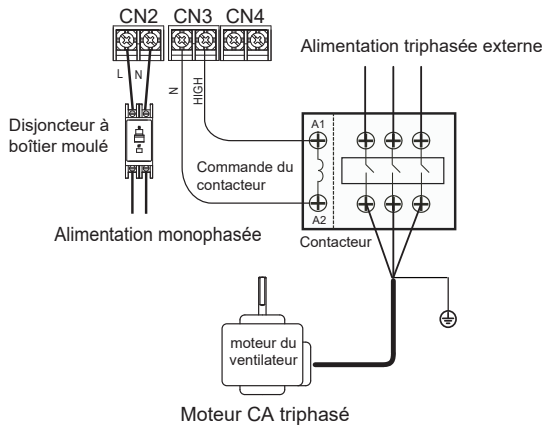 CN2 CN3 CN4
Alimentation triphasée externe
L N
N
HIGH
A1
Disjoncteur à
boîtier moulé
Commande du
contacteur
A2
Alimentation monophasée
Contacteur
moteur du
ventilateur
Moteur CA triphasé